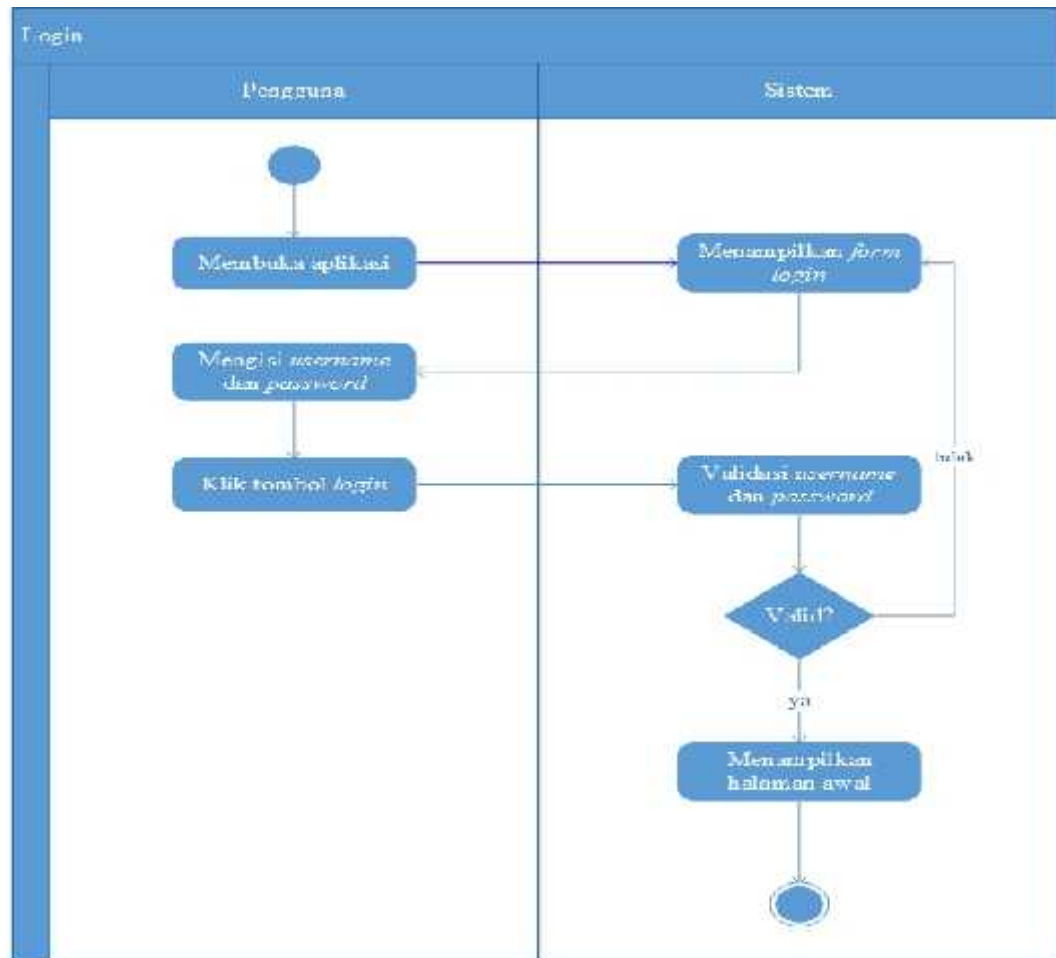 Login
Pengguna
Sistem
Membuka aplikasi
Menampilkan form
login
Mengisi username
dan password
Klik tombol login
Validasi username
dan password
tidak
Valid?
ya
Menampilkan
halaman awal